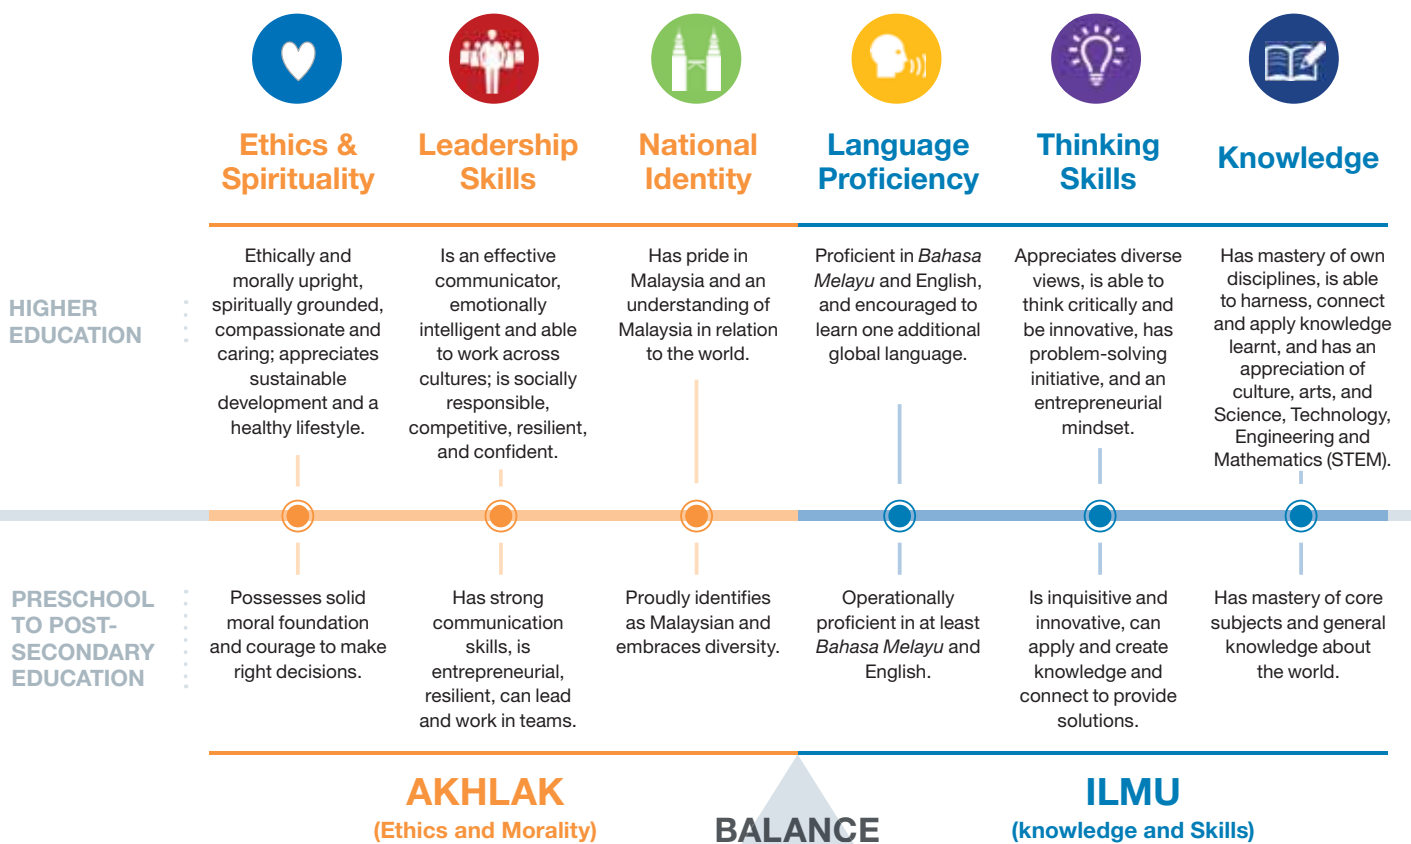 Ethics &
Spirituality
Leadership
Skills
National
Identity
Language
Proficiency
Thinking
Skills
Knowledge
HIGHER
EDUCATION
Ethically and
morally upright,
spiritually grounded,
compassionate and
caring; appreciates
sustainable
development and a
healthy lifestyle.
Is an effective
communicator,
emotionally
intelligent and able
to work across
cultures; is socially
responsible,
competitive, resilient,
and confident.
Has pride in
Malaysia and an
understanding of
Malaysia in relation
to the world.
Proficient in Bahasa
Melayu and English,
and encouraged to
learn one additional
global language.
Appreciates diverse
views, is able to
think critically and
be innovative, has
problem-solving
initiative, and an
entrepreneurial
mindset.
Has mastery of own
disciplines, is able
to harness, connect
and apply knowledge
learnt, and has an
appreciation of
culture, arts, and
Science, Technology,
Engineering and
Mathematics (STEM).
PRESCHOOL
TO POST-
SECONDARY
EDUCATION
Possesses solid
moral foundation
and courage to make
right decisions.
Has strong
communication
skills, is
entrepreneurial,
resilient, can lead
and work in teams.
Proudly identifies
as Malaysian and
embraces diversity.
Operationally
proficient in at least
Bahasa Melayu and
English.
Is inquisitive and
innovative, can
apply and create
knowledge and
connect to provide
solutions.
Has mastery of core
subjects and general
knowledge about
the world.
AKHLAK
(Ethics and Morality)
BALANCE
ILMU
(knowledge and Skills)